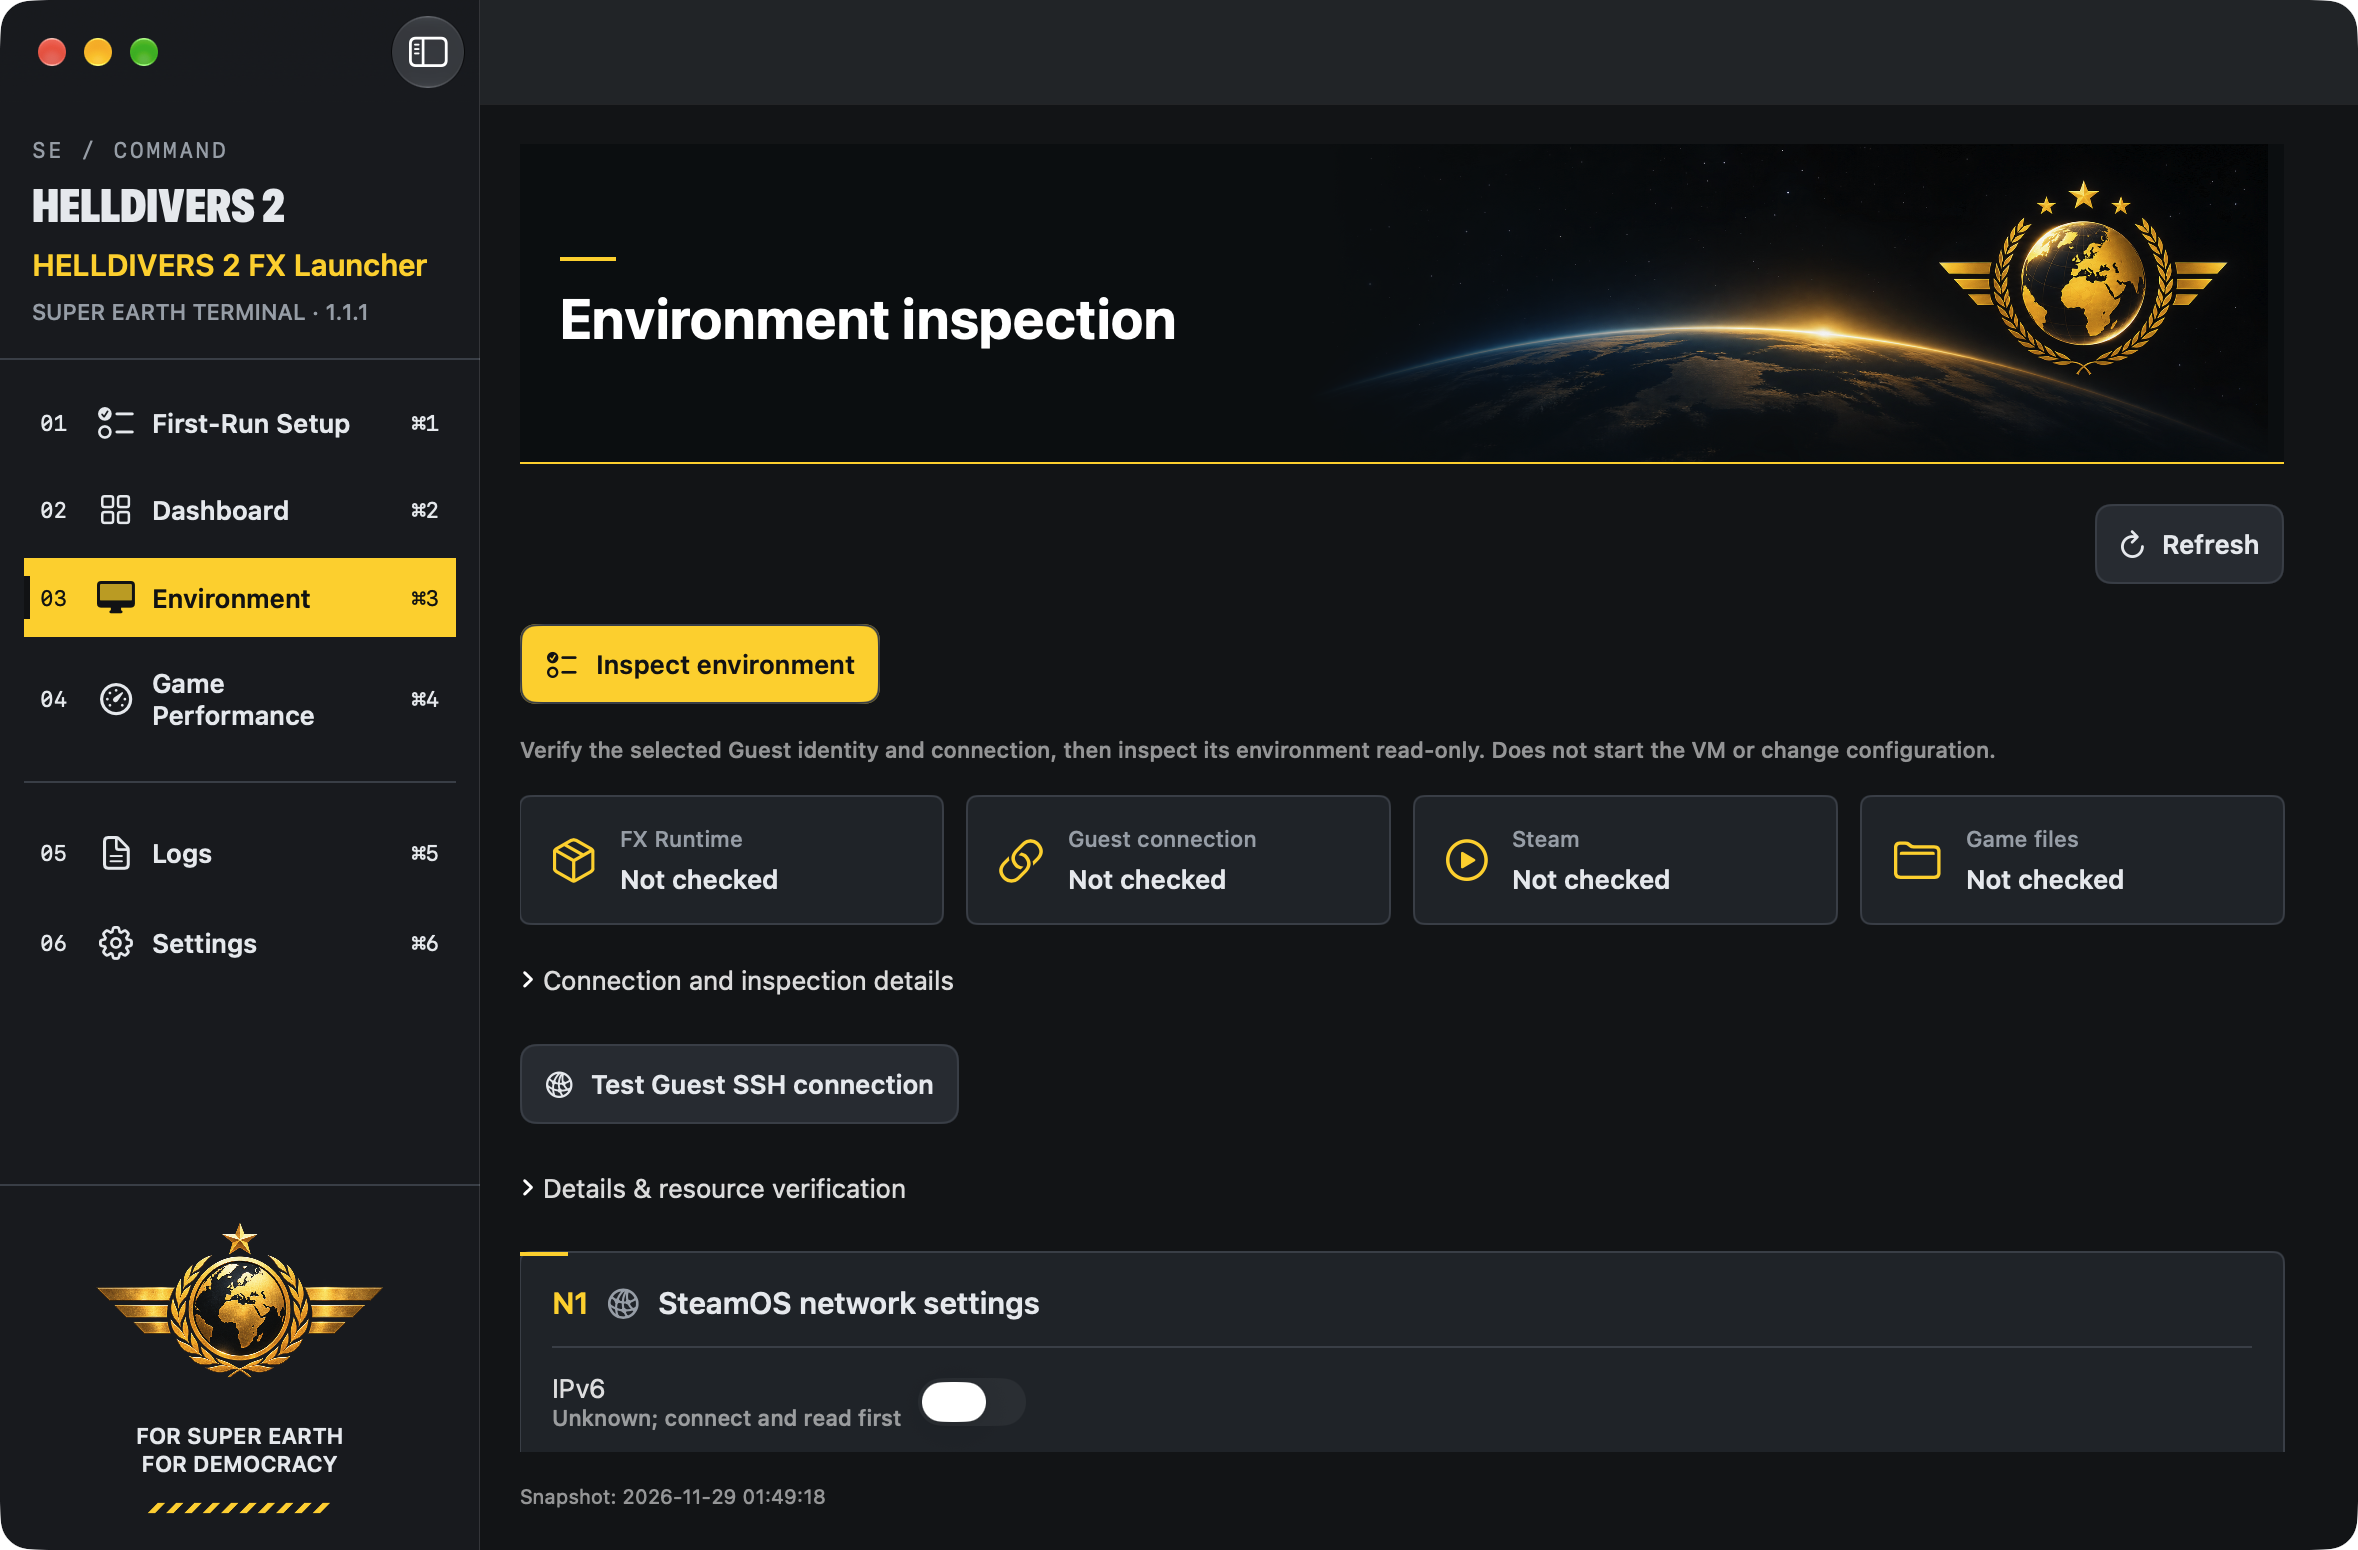 SE / COMMAND
HELLDIVERS 2
HELLDIVERS 2 FX Launcher
SUPER EARTH TERMINAL · 1.1.1
01 First-Run Setup ⌘1
02 Dashboard ⌘2
03 Environment ⌘3
04 Game Performance ⌘4
05 Logs ⌘5
06 Settings ⌘6
FOR SUPER EARTH
FOR DEMOCRACY
Environment inspection
Refresh
Inspect environment
Verify the selected Guest identity and connection, then inspect its environment read-only. Does not start the VM or change configuration.
FX Runtime
Not checked
Guest connection
Not checked
Steam
Not checked
Game files
Not checked
Connection and inspection details
Test Guest SSH connection
Details & resource verification
N1 SteamOS network settings
IPv6
Unknown; connect and read first
Snapshot: 2026-11-29 01:49:18